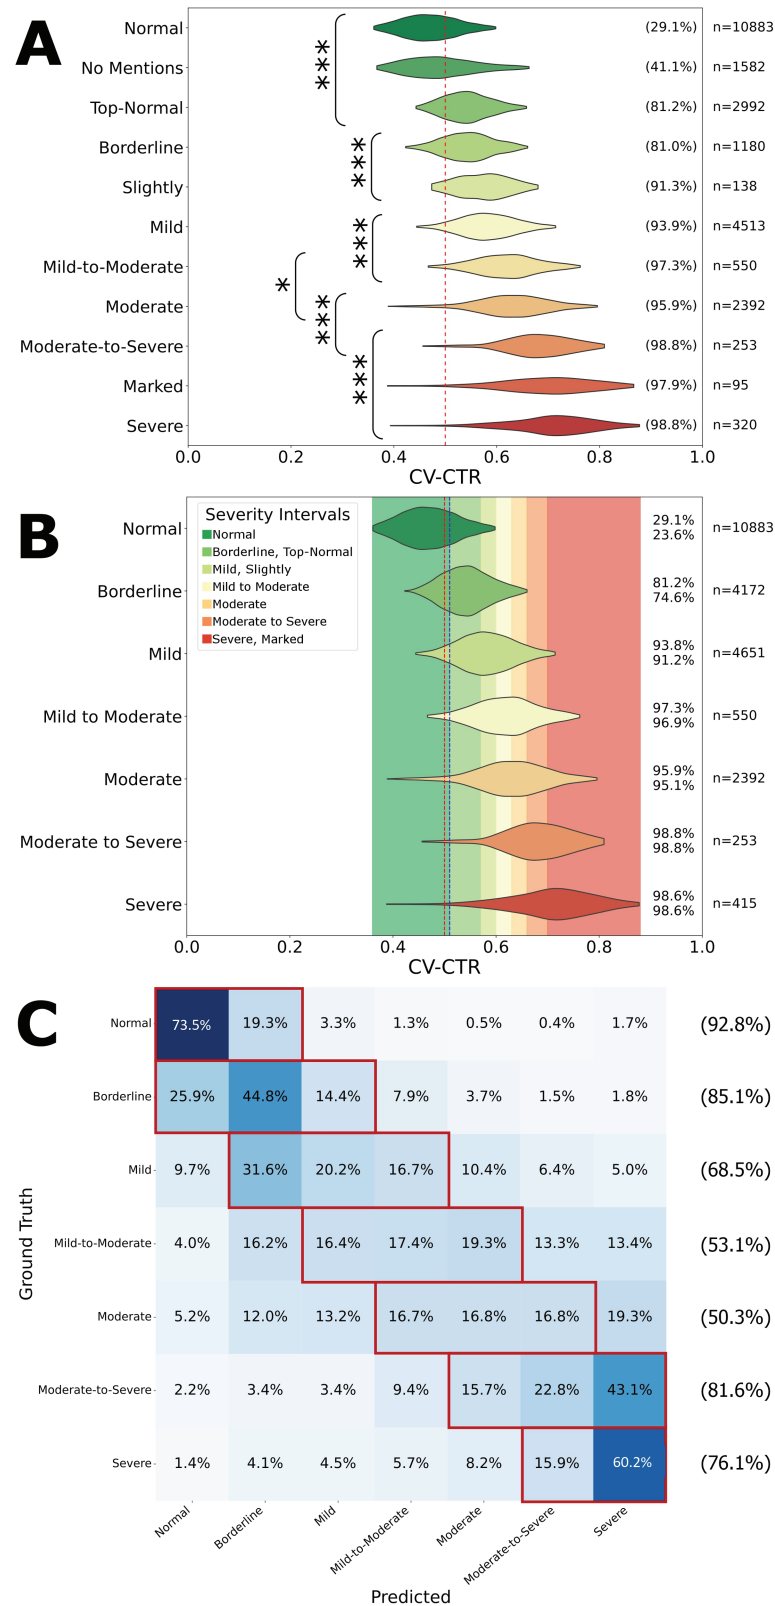 A
Normal (29.1%) n=10883
No Mentions (41.1%) n=1582
Top-Normal (81.2%) n=2992
Borderline (81.0%) n=1180
Slightly (91.3%) n=138
Mild (93.9%) n=4513
Mild-to-Moderate (97.3%) n=550
Moderate (95.9%) n=2392
Moderate-to-Severe (98.8%) n=253
Marked (97.9%) n=95
Severe (98.8%) n=320
***
***
***
*
***
***
0.0 0.2 0.4 0.6 0.8 1.0
CV-CTR
B
Severity Intervals
Normal
Borderline, Top-Normal
Mild, Slightly
Mild to Moderate
Moderate
Moderate to Severe
Severe, Marked
Normal 29.1% 23.6% n=10883
Borderline 81.2% 74.6% n=4172
Mild 93.8% 91.2% n=4651
Mild to Moderate 97.3% 96.9% n=550
Moderate 95.9% 95.1% n=2392
Moderate to Severe 98.8% 98.8% n=253
Severe 98.6% 98.6% n=415
0.0 0.2 0.4 0.6 0.8 1.0
CV-CTR
C
Ground Truth
Normal 73.5% 19.3% 3.3% 1.3% 0.5% 0.4% 1.7% (92.8%)
Borderline 25.9% 44.8% 14.4% 7.9% 3.7% 1.5% 1.8% (85.1%)
Mild 9.7% 31.6% 20.2% 16.7% 10.4% 6.4% 5.0% (68.5%)
Mild-to-Moderate 4.0% 16.2% 16.4% 17.4% 19.3% 13.3% 13.4% (53.1%)
Moderate 5.2% 12.0% 13.2% 16.7% 16.8% 16.8% 19.3% (50.3%)
Moderate-to-Severe 2.2% 3.4% 3.4% 9.4% 15.7% 22.8% 43.1% (81.6%)
Severe 1.4% 4.1% 4.5% 5.7% 8.2% 15.9% 60.2% (76.1%)
Normal Borderline Mild Mild-to-Moderate Moderate Moderate-to-Severe Severe
Predicted